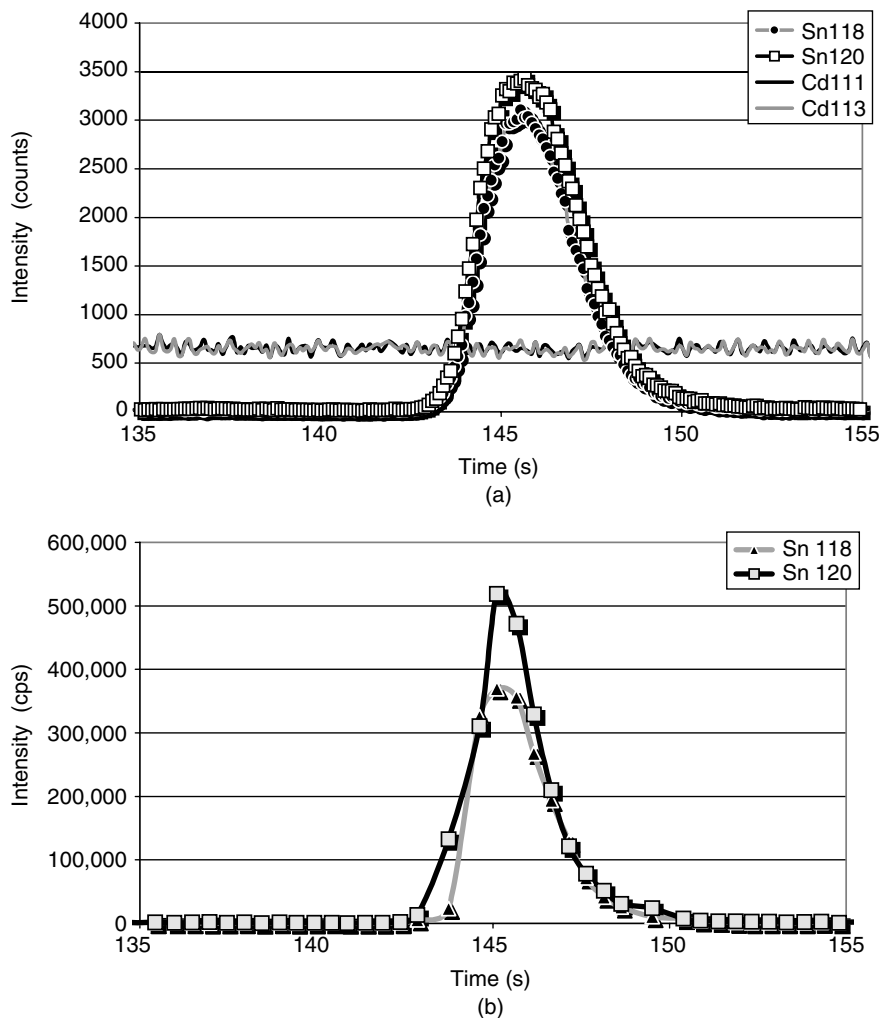 4000
3500
3000
2500
2000
1500
1000
500
0
Intensity (counts)
Sn118
Sn120
Cd111
Cd113
135 140 145 150 155
Time (s)
(a)
600,000
500,000
400,000
300,000
200,000
100,000
0
Intensity (cps)
Sn 118
Sn 120
135 140 145 150 155
Time (s)
(b)